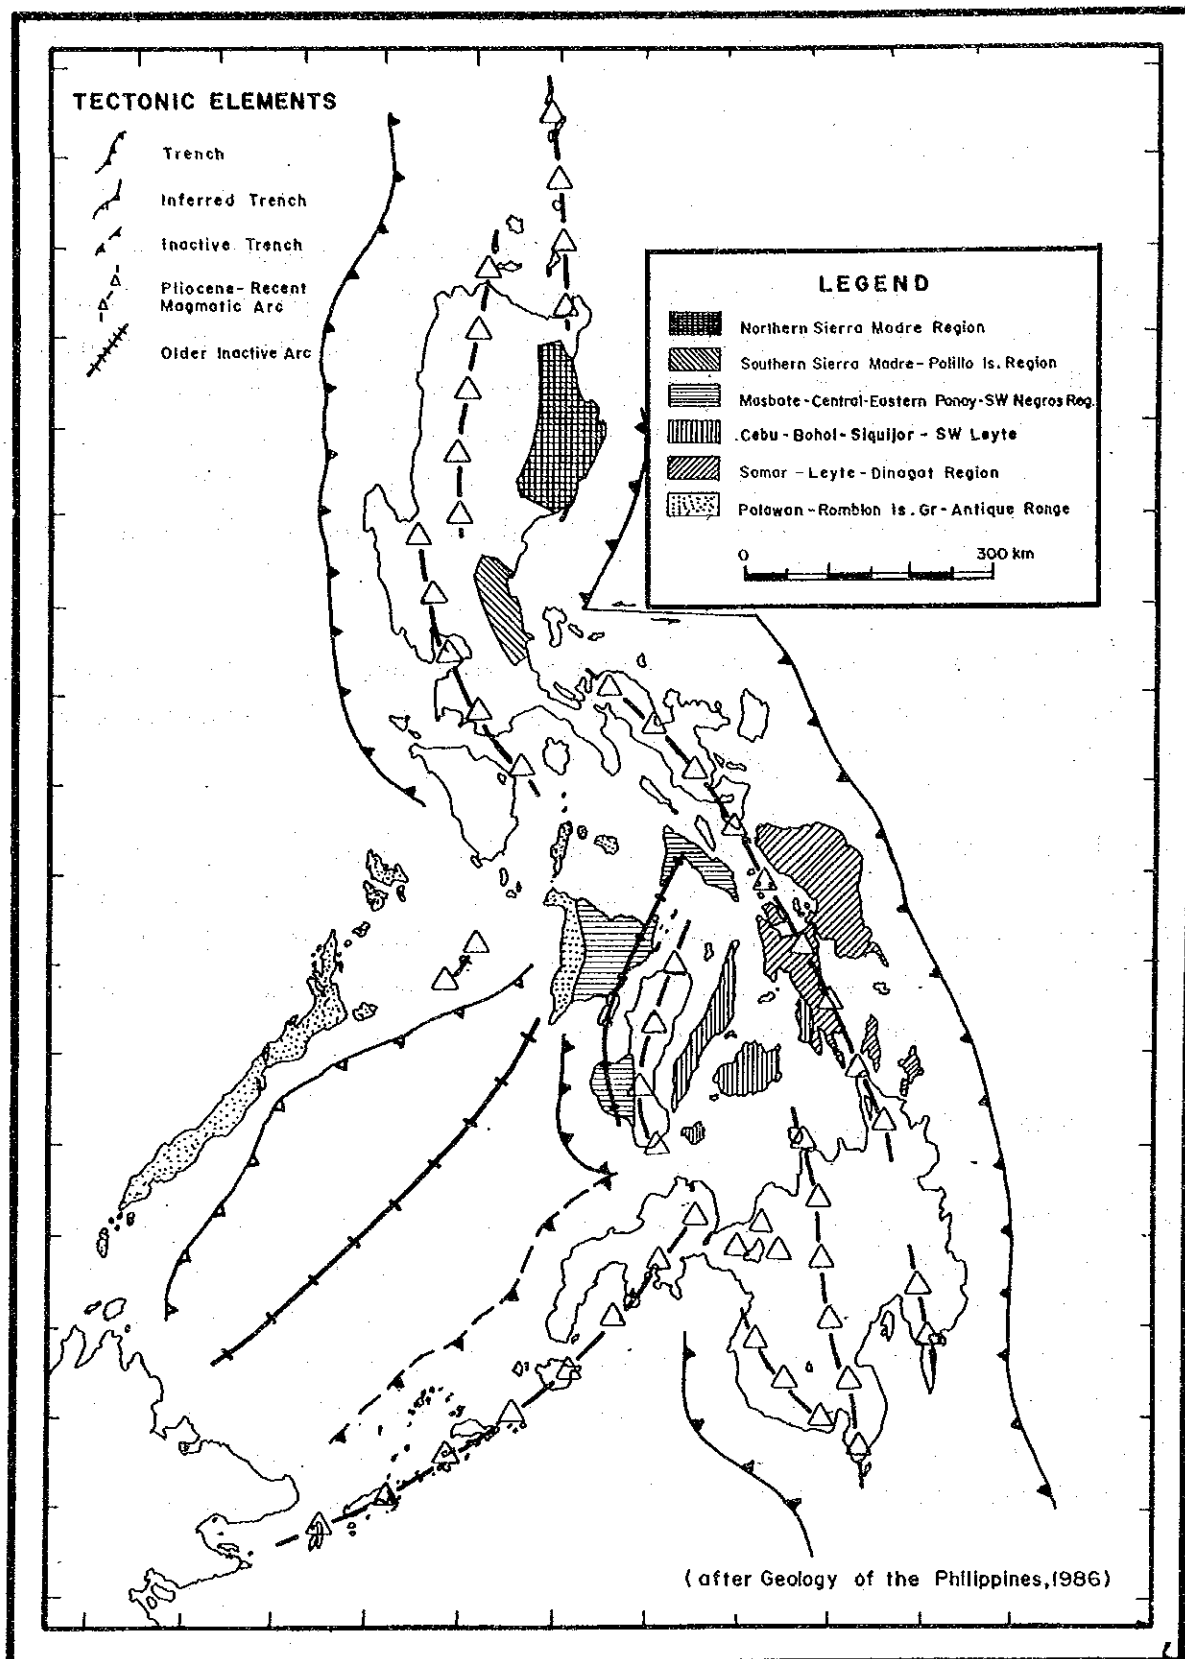 TECTONIC ELEMENTS
Trench
Inferred Trench
Inactive Trench
Pliocene-Recent
Magmatic Arc
Older Inactive Arc
LEGEND
Northern Sierra Madre Region
Southern Sierra Madre-Polillo Is. Region
Masbate-Central-Eastern Panay-SW Negros Reg.
Cebu-Bohol-Siquijor-SW Leyte
Samar-Leyte-Dinagat Region
Palawan-Romblon Is. Gr-Antique Range
0 300 km
(after Geology of the Philippines, 1986)